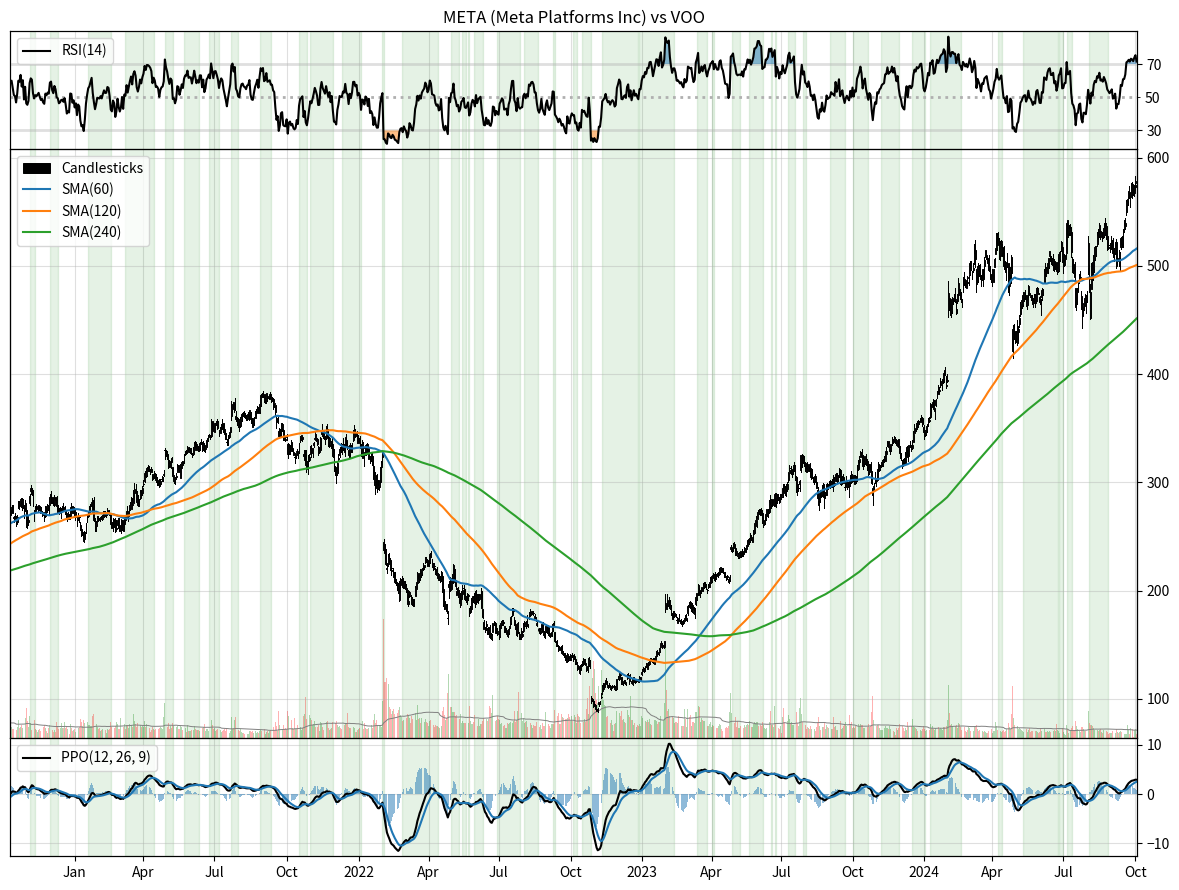 META (Meta Platforms Inc) vs VOO
RSI(14)
70
50
30
Candlesticks
SMA(60)
SMA(120)
SMA(240)
600
500
400
300
200
100
PPO(12, 26, 9)
10
0
−10
Jan Apr Jul Oct 2022 Apr Jul Oct 2023 Apr Jul Oct 2024 Apr Jul Oct